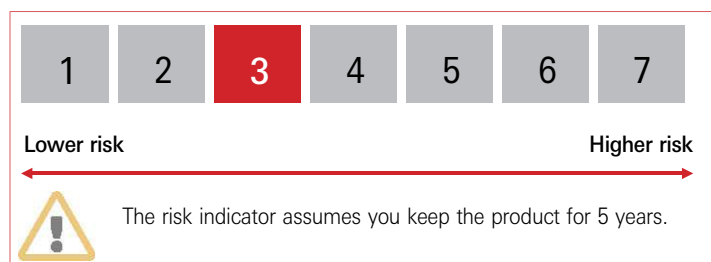 1 2 3 4 5 6 7
Lower risk Higher risk
The risk indicator assumes you keep the product for 5 years.